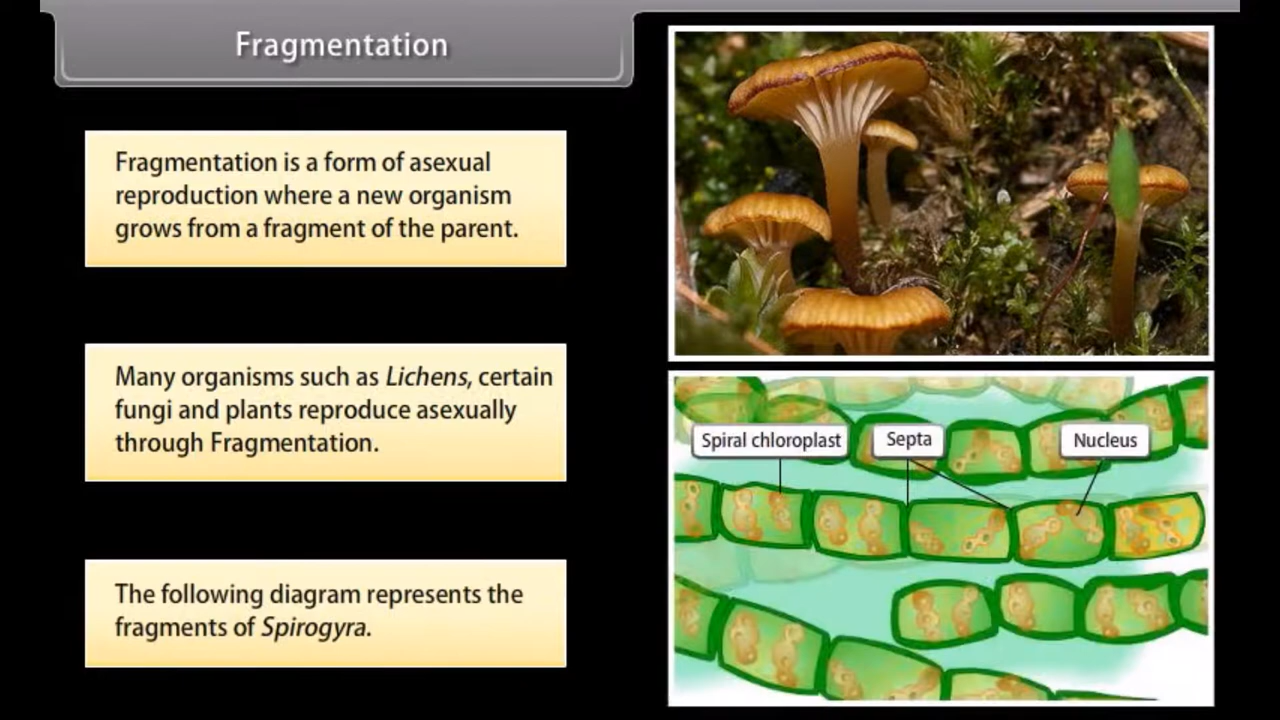 Fragmentation
Fragmentation is a form of asexual
reproduction where a new organism
grows from a fragment of the parent.
Many organisms such as Lichens, certain
fungi and plants reproduce asexually
through Fragmentation.
The following diagram represents the
fragments of Spirogyra.
Spiral chloroplast
Septa
Nucleus